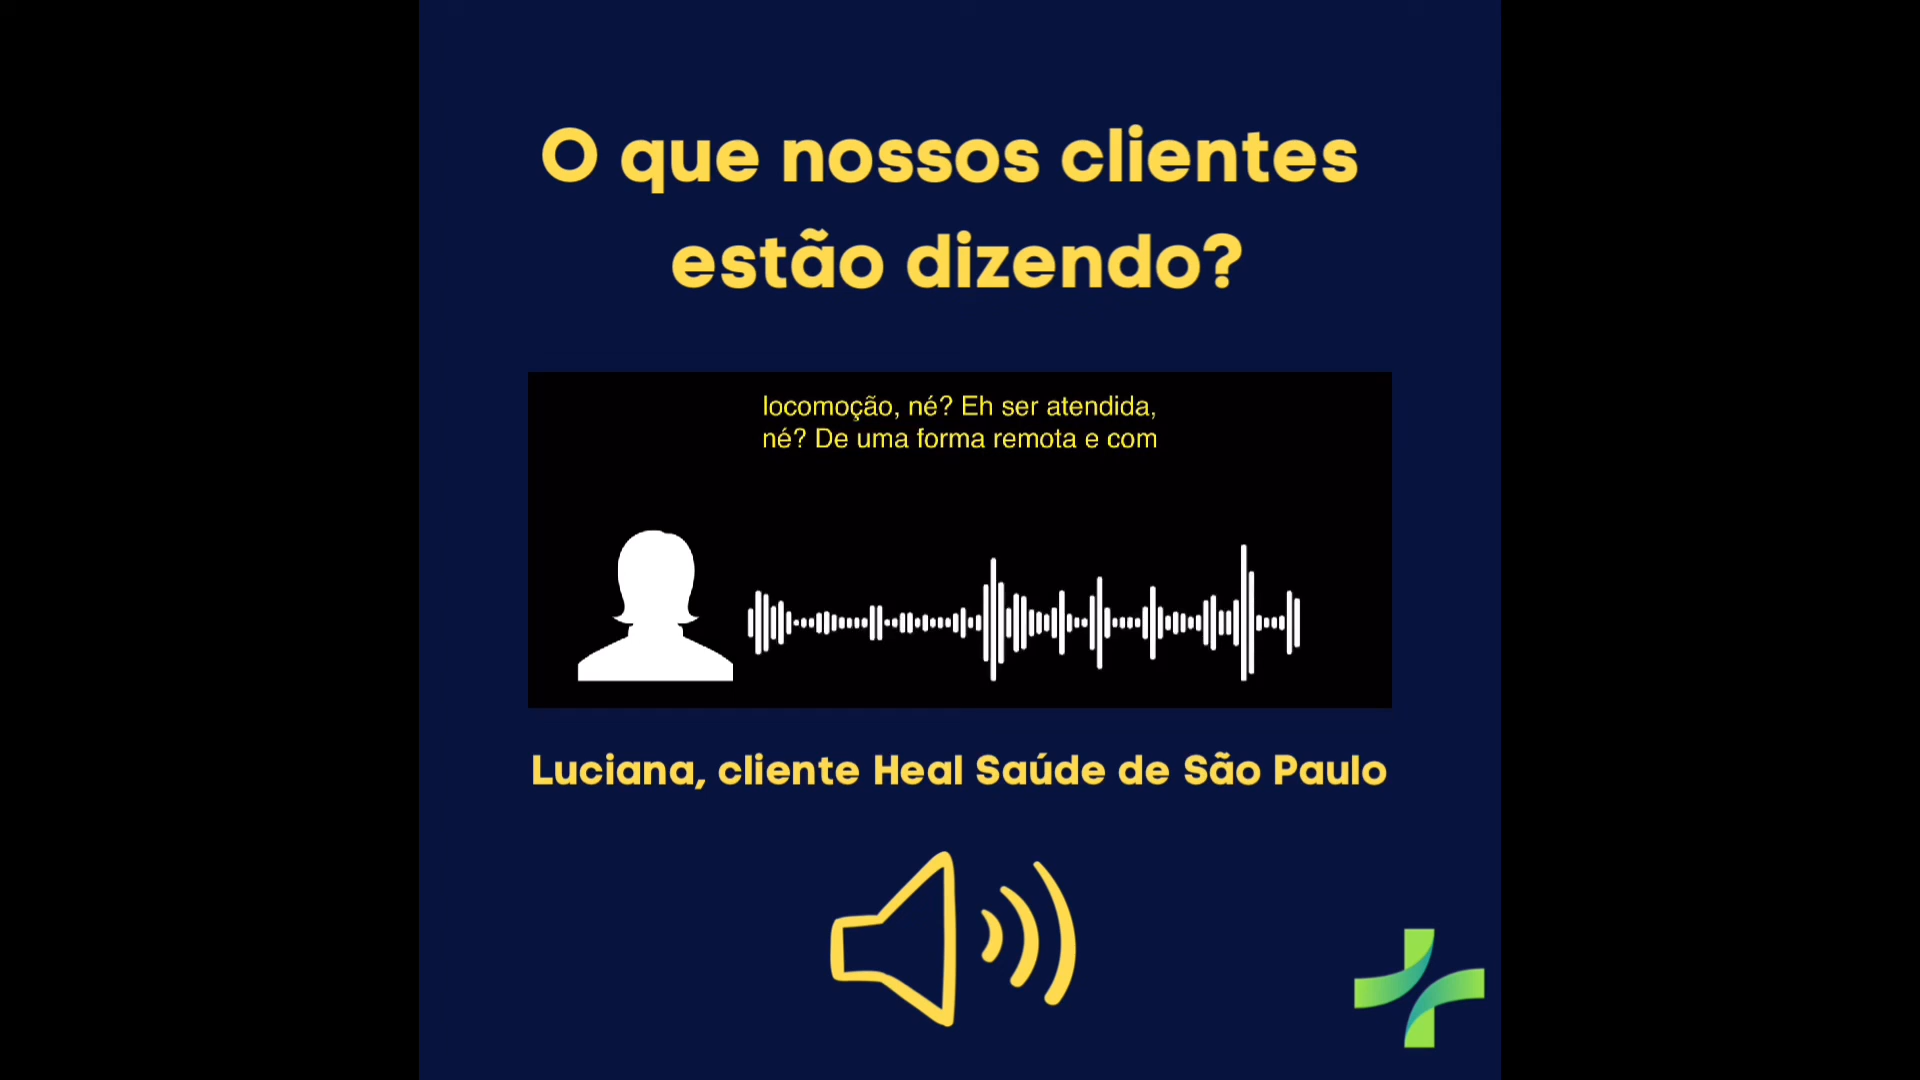 O que nossos clientes
estão dizendo?
locomoção, né? Eh ser atendida,
né? De uma forma remota e com
Luciana, cliente Heal Saúde de São Paulo